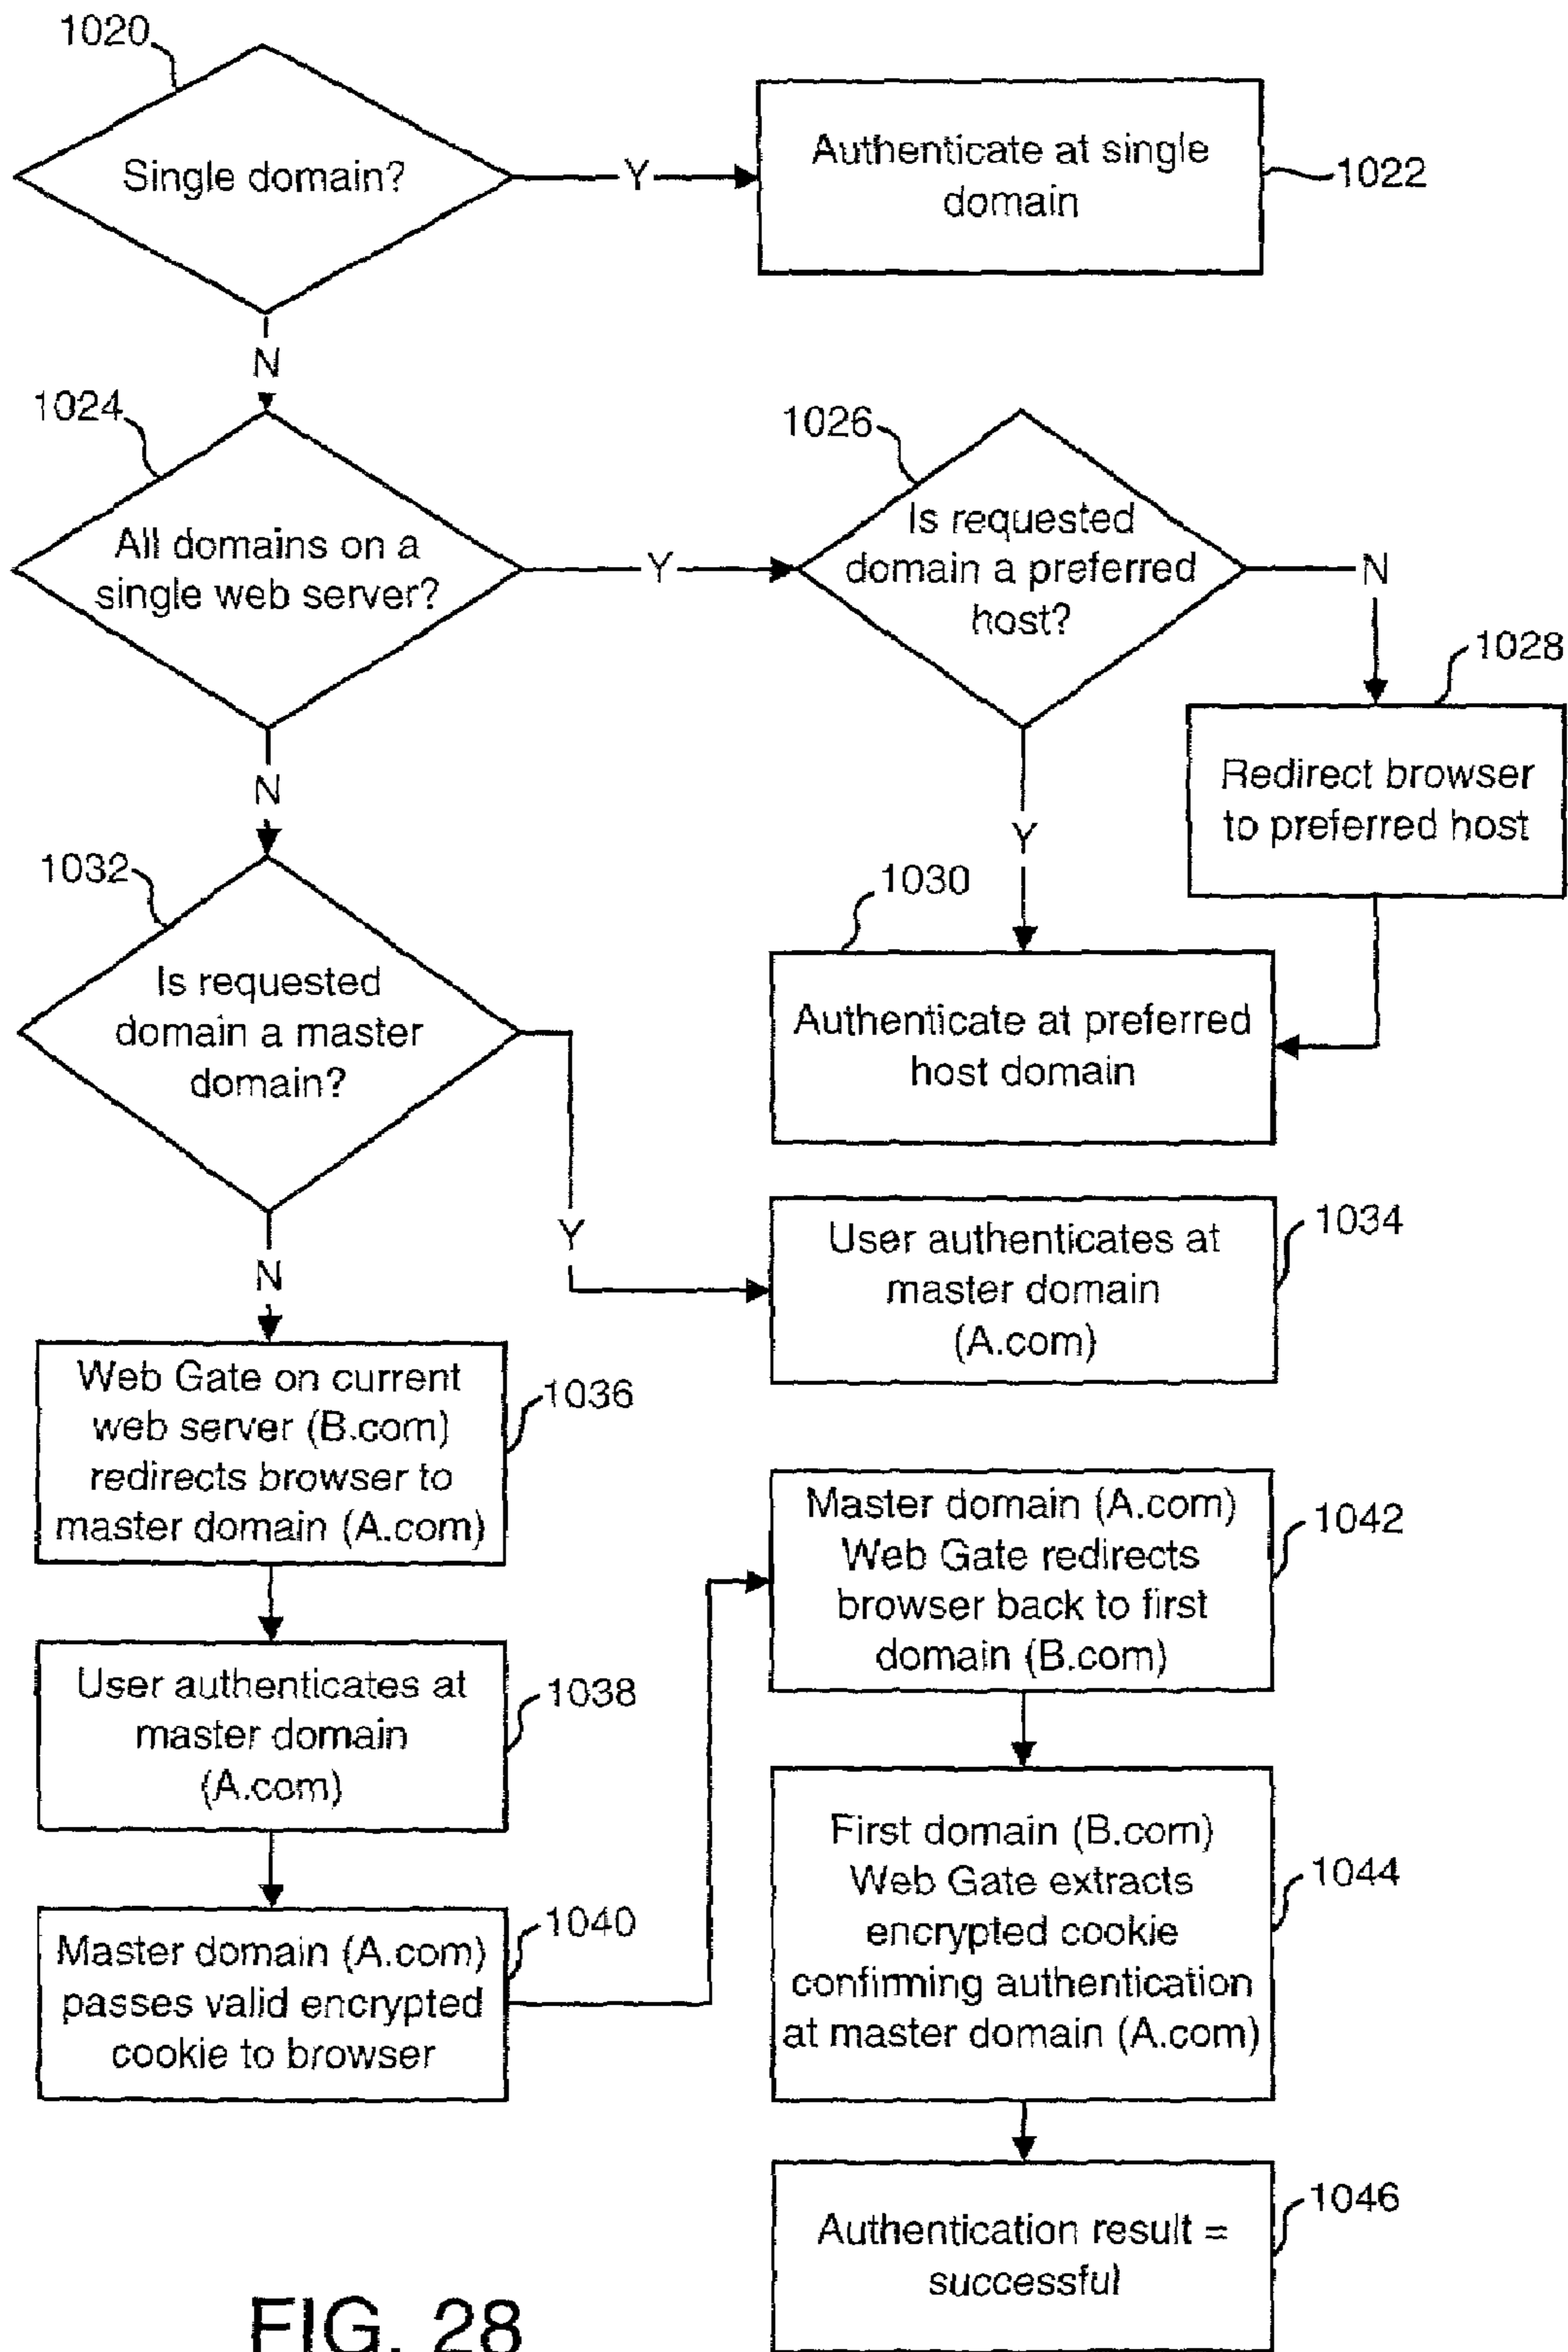 1020
Single domain?
Y
Authenticate at single
domain
1022
N
1024
All domains on a
single web server?
Y
1026
Is requested
domain a preferred
host?
N
1028
Redirect browser
to preferred host
Y
1030
Authenticate at preferred
host domain
N
1032
Is requested
domain a master
domain?
Y
1034
User authenticates at
master domain
(A.com)
N
Web Gate on current
web server (B.com)
redirects browser to
master domain (A.com)
1036
User authenticates at
master domain
(A.com)
1038
Master domain (A.com)
passes valid encrypted
cookie to browser
1040
Master domain (A.com)
Web Gate redirects
browser back to first
domain (B.com)
1042
First domain (B.com)
Web Gate extracts
encrypted cookie
confirming authentication
at master domain (A.com)
1044
Authentication result =
successful
1046
FIG. 28